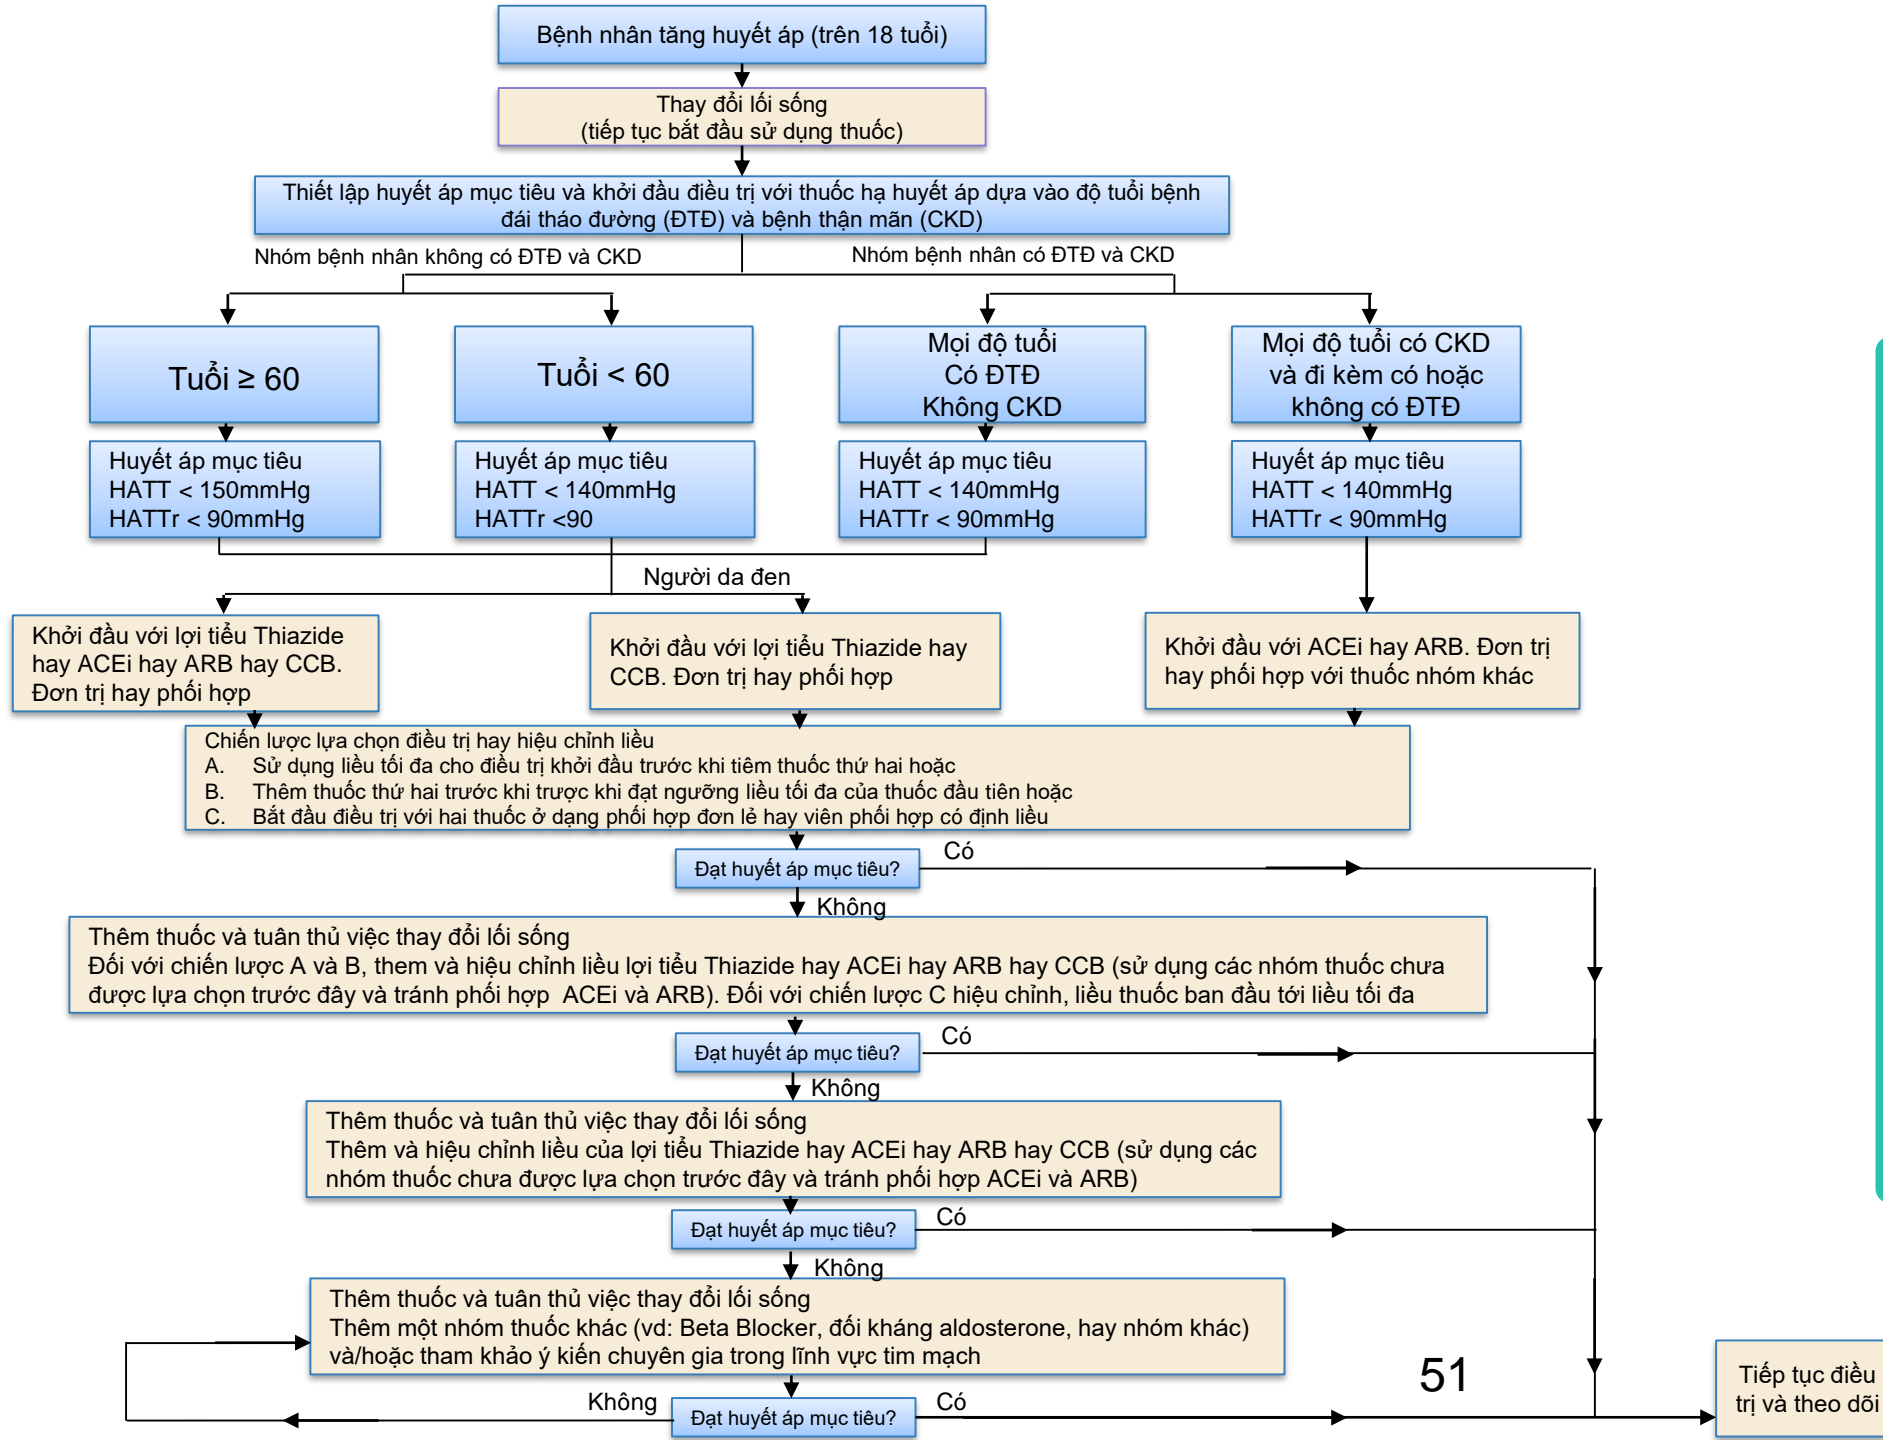 Bệnh nhân tăng huyết áp (trên 18 tuổi)
Thay đổi lối sống
(tiếp tục bắt đầu sử dụng thuốc)
Thiết lập huyết áp mục tiêu và khởi đầu điều trị với thuốc hạ huyết áp dựa vào độ tuổi bệnh
đái tháo đường (ĐTĐ) và bệnh thận mãn (CKD)
Nhóm bệnh nhân không có ĐTĐ và CKD
Nhóm bệnh nhân có ĐTĐ và CKD
Tuổi ≥ 60
Tuổi < 60
Mọi độ tuổi
Có ĐTĐ
Không CKD
Mọi độ tuổi có CKD
và đi kèm có hoặc
không có ĐTĐ
Huyết áp mục tiêu
HATT < 150mmHg
HATTr < 90mmHg
Huyết áp mục tiêu
HATT < 140mmHg
HATTr <90
Huyết áp mục tiêu
HATT < 140mmHg
HATTr < 90mmHg
Huyết áp mục tiêu
HATT < 140mmHg
HATTr < 90mmHg
Người da đen
Khởi đầu với lợi tiểu Thiazide
hay ACEi hay ARB hay CCB.
Đơn trị hay phối hợp
Khởi đầu với lợi tiểu Thiazide hay
CCB. Đơn trị hay phối hợp
Khởi đầu với ACEi hay ARB. Đơn trị
hay phối hợp với thuốc nhóm khác
Chiến lược lựa chọn điều trị hay hiệu chỉnh liều
A. Sử dụng liều tối đa cho điều trị khởi đầu trước khi tiêm thuốc thứ hai hoặc
B. Thêm thuốc thứ hai trước khi trược khi đạt ngưỡng liều tối đa của thuốc đầu tiên hoặc
C. Bắt đầu điều trị với hai thuốc ở dạng phối hợp đơn lẻ hay viên phối hợp có định liều
Đạt huyết áp mục tiêu?
Có
Không
Thêm thuốc và tuân thủ việc thay đổi lối sống
Đối với chiến lược A và B, them và hiệu chỉnh liều lợi tiểu Thiazide hay ACEi hay ARB hay CCB (sử dụng các nhóm thuốc chưa
được lựa chọn trước đây và tránh phối hợp ACEi và ARB). Đối với chiến lược C hiệu chỉnh, liều thuốc ban đầu tới liều tối đa
Đạt huyết áp mục tiêu?
Có
Không
Thêm thuốc và tuân thủ việc thay đổi lối sống
Thêm và hiệu chỉnh liều của lợi tiểu Thiazide hay ACEi hay ARB hay CCB (sử dụng các
nhóm thuốc chưa được lựa chọn trước đây và tránh phối hợp ACEi và ARB)
Đạt huyết áp mục tiêu?
Có
Không
Thêm thuốc và tuân thủ việc thay đổi lối sống
Thêm một nhóm thuốc khác (vd: Beta Blocker, đối kháng aldosterone, hay nhóm khác)
và/hoặc tham khảo ý kiến chuyên gia trong lĩnh vực tim mạch
51
Tiếp tục điều
trị và theo dõi
Không
Đạt huyết áp mục tiêu?
Có